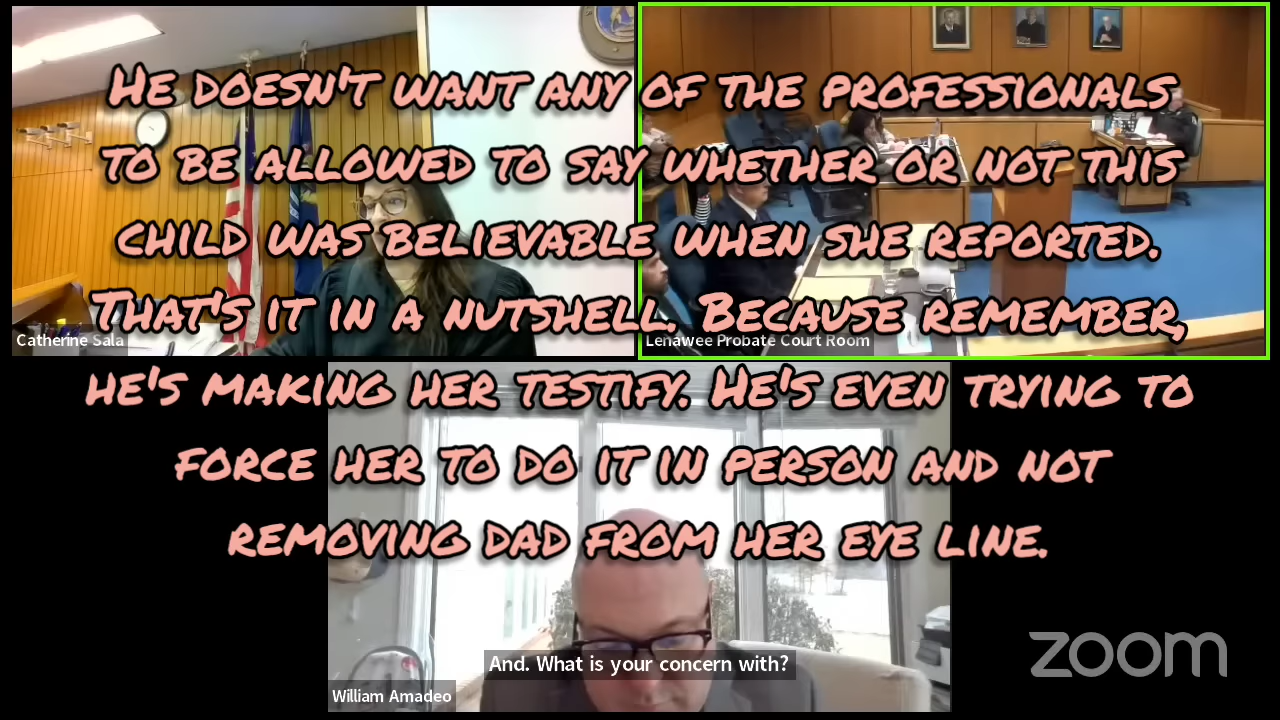 He doesn't want any of the professionals
to be allowed to say whether or not this
child was believable when she reported.
That's it in a nutshell. Because remember,
he's making her testify. He's even trying to
force her to do it in person and not
removing dad from her eye line.
Catherine Sala
Lenawee Probate Court Room
And. What is your concern with?
William Amadeo
zoom